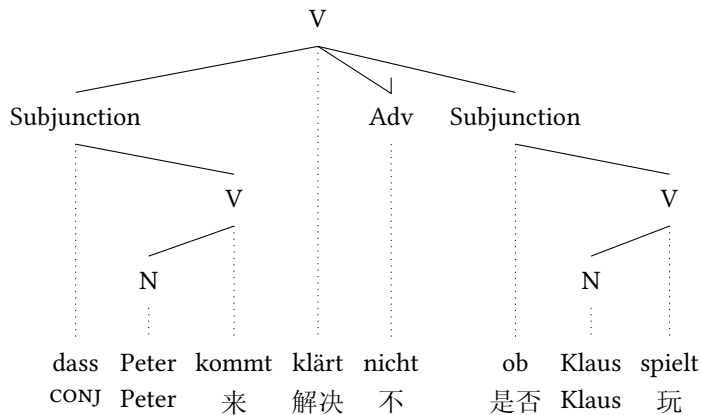 V
Subjunction Adv Subjunction
V V
N N
dass Peter kommt klärt nicht ob Klaus spielt
CONJ Peter 来 解决 不 是否 Klaus 玩